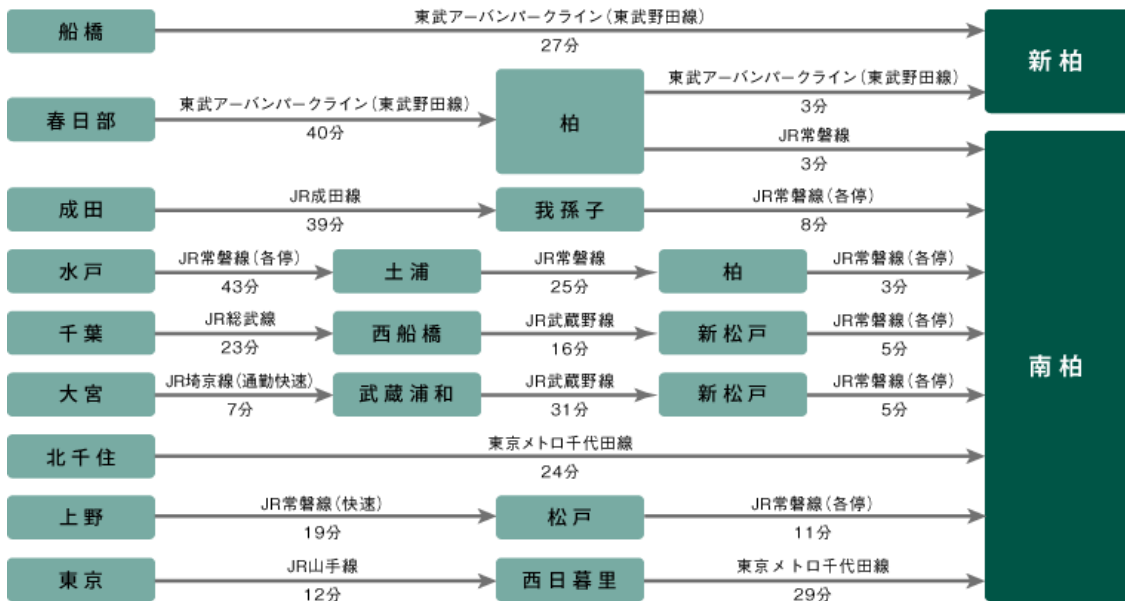 船橋
東武アーバンパークライン(東武野田線)
27分
新柏
春日部
東武アーバンパークライン(東武野田線)
40分
柏
東武アーバンパークライン(東武野田線)
3分
JR常磐線
3分
成田
JR成田線
39分
我孫子
JR常磐線(各停)
8分
水戸
JR常磐線(各停)
43分
土浦
JR常磐線
25分
柏
JR常磐線(各停)
3分
千葉
JR総武線
23分
西船橋
JR武蔵野線
16分
新松戸
JR常磐線(各停)
5分
南柏
大宮
JR埼京線(通勤快速)
7分
武蔵浦和
JR武蔵野線
31分
新松戸
JR常磐線(各停)
5分
北千住
東京メトロ千代田線
24分
上野
JR常磐線(快速)
19分
松戸
JR常磐線(各停)
11分
東京
JR山手線
12分
西日暮里
東京メトロ千代田線
29分